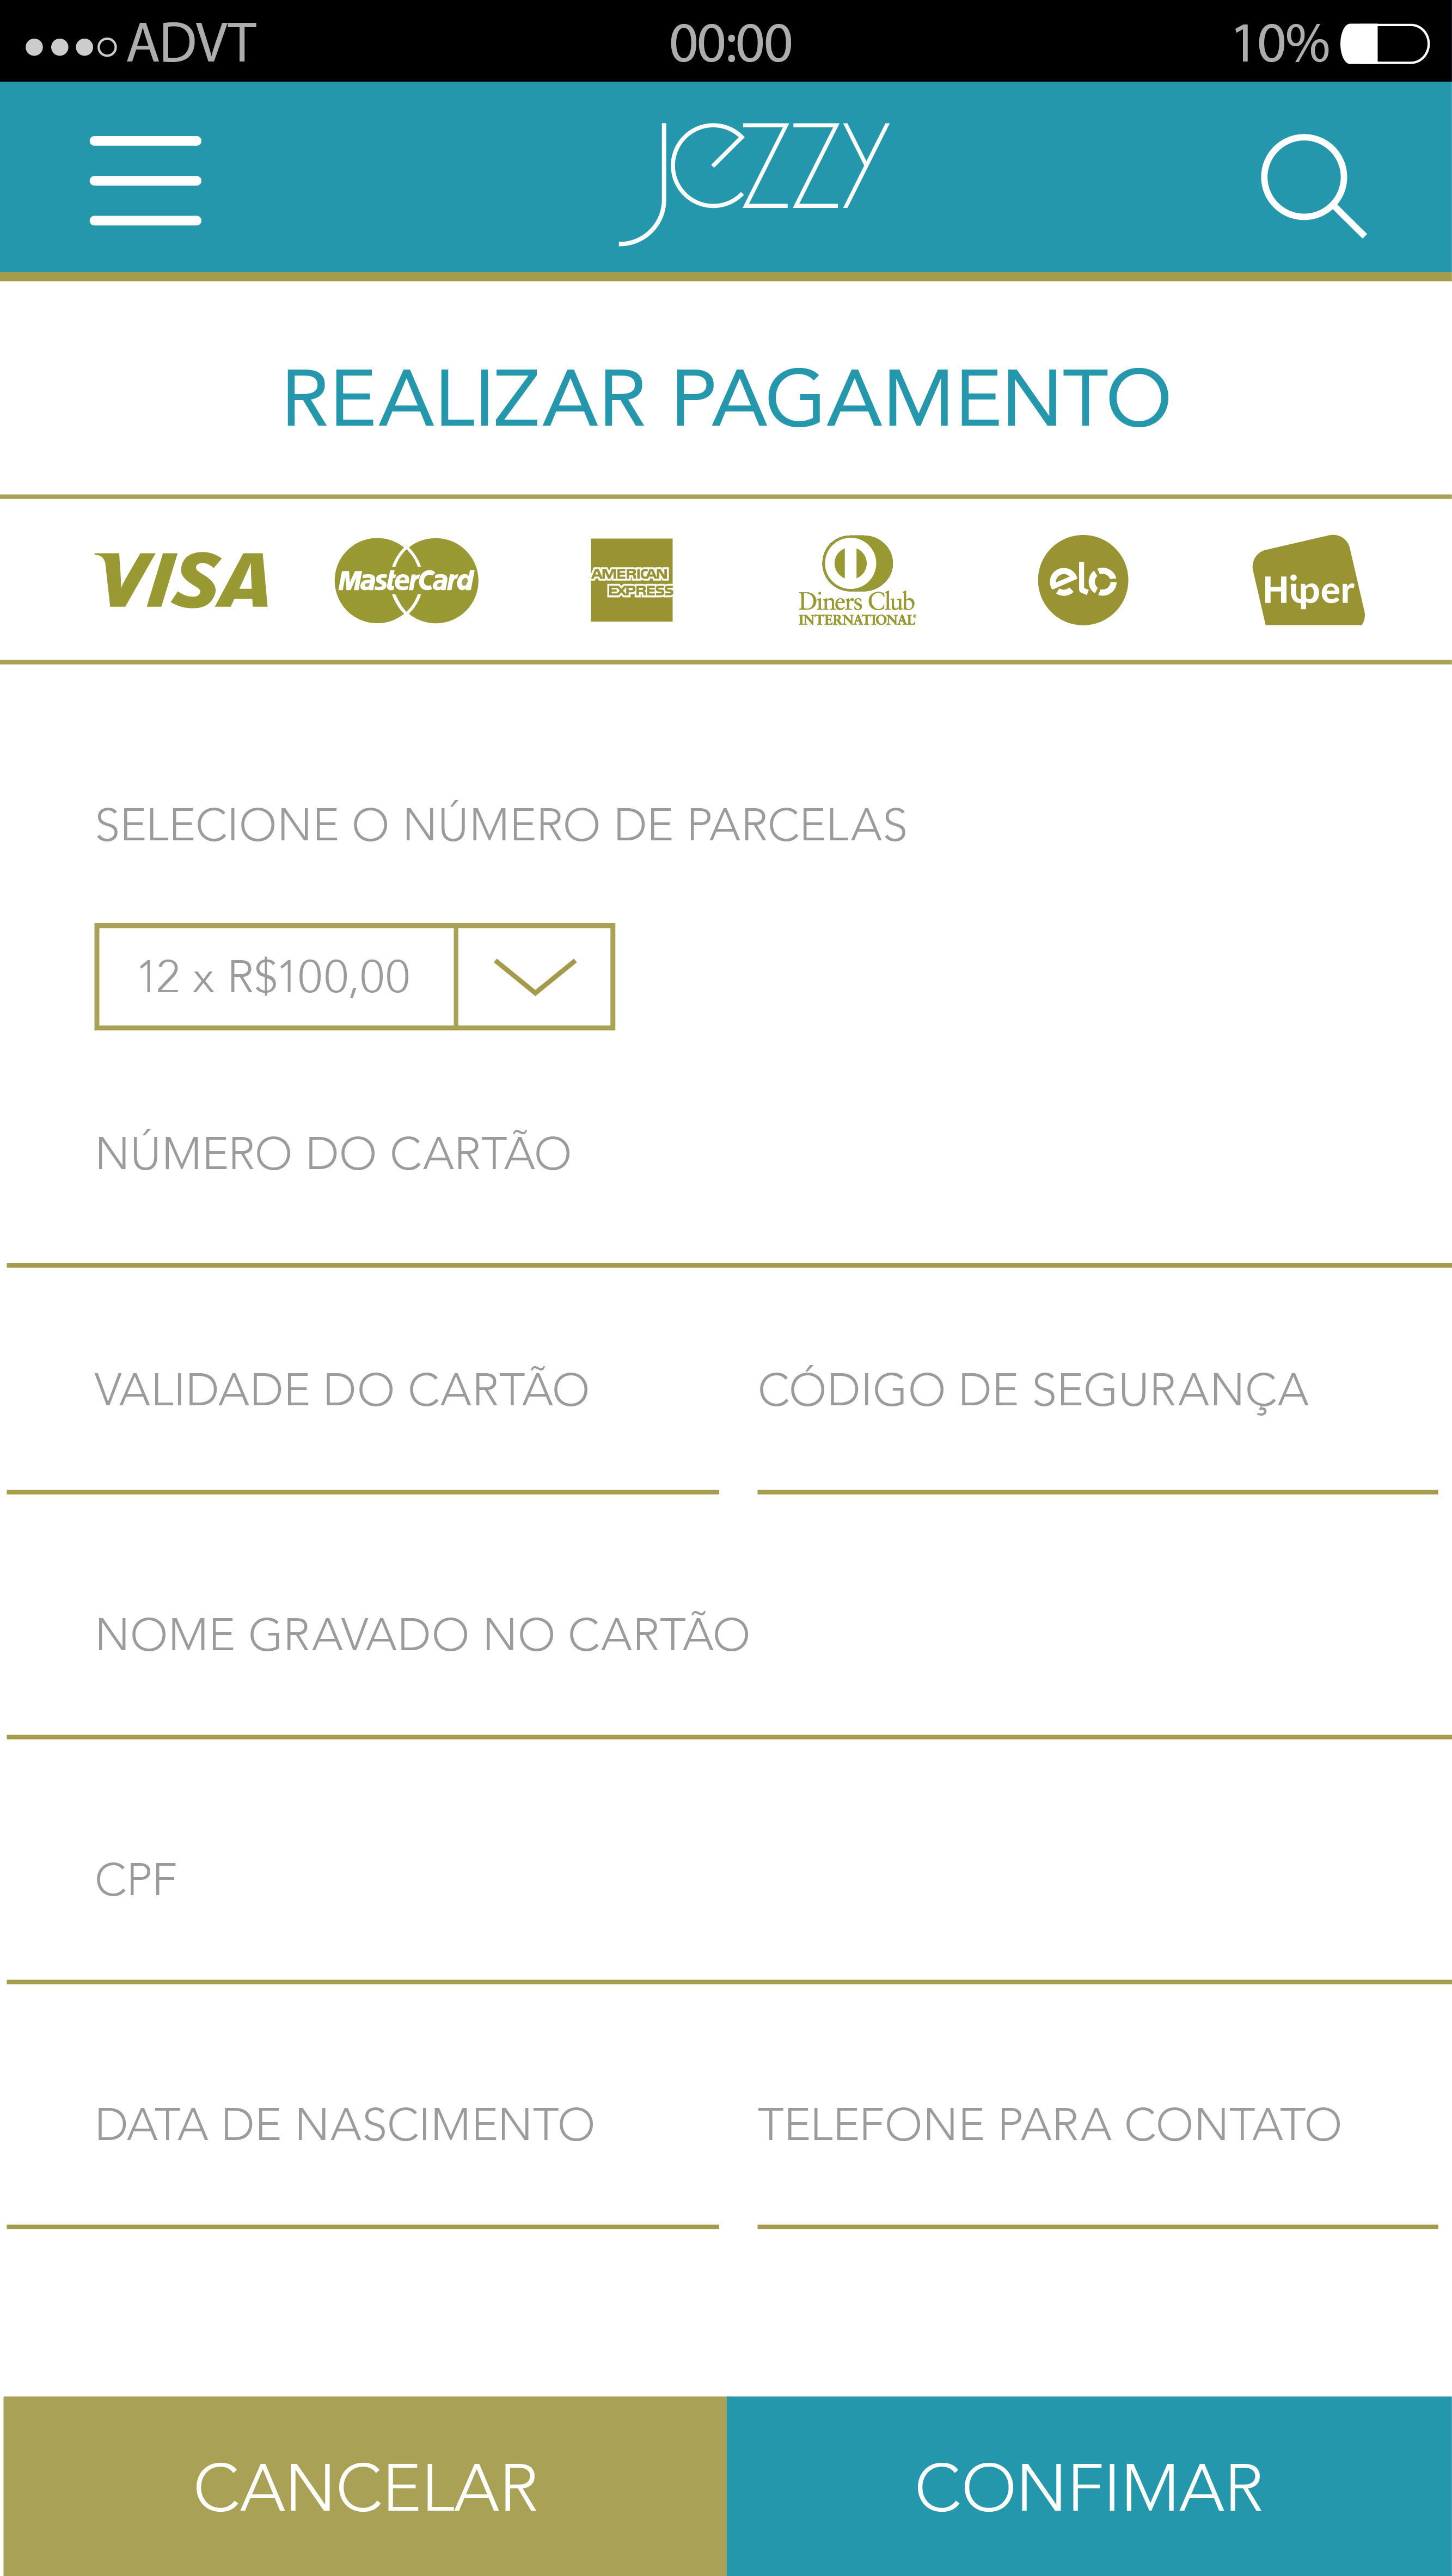 ADVT 00:00 10%
Jezzy
REALIZAR PAGAMENTO
VISA MasterCard AMERICAN EXPRESS Diners Club INTERNATIONAL® elo Hiper
SELECIONE O NÚMERO DE PARCELAS
12 x R$100,00
NÚMERO DO CARTÃO
VALIDADE DO CARTÃO CÓDIGO DE SEGURANÇA
NOME GRAVADO NO CARTÃO
CPF
DATA DE NASCIMENTO TELEFONE PARA CONTATO
CANCELAR CONFIMAR